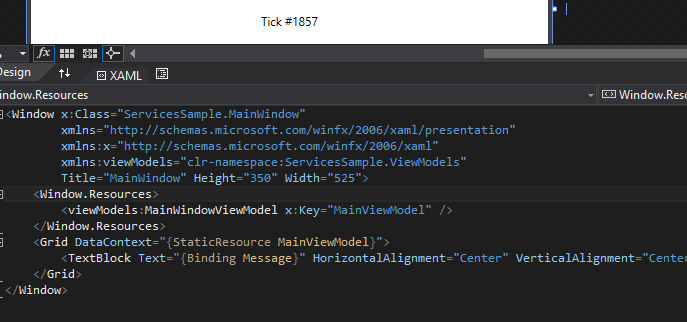 Tick #1857
fx
Design
XAML
indow.Resources
Window.Res
<Window x:Class="ServicesSample.MainWindow"
xmlns="http://schemas.microsoft.com/winfx/2006/xaml/presentation"
xmlns:x="http://schemas.microsoft.com/winfx/2006/xaml"
xmlns:viewModels="clr-namespace:ServicesSample.ViewModels"
Title="MainWindow" Height="350" Width="525">
<Window.Resources>
<viewModels:MainWindowViewModel x:Key="MainViewModel" />
</Window.Resources>
<Grid DataContext="{StaticResource MainViewModel}">
<TextBlock Text="{Binding Message}" HorizontalAlignment="Center" VerticalAlignment="Center
</Grid>
</Window>